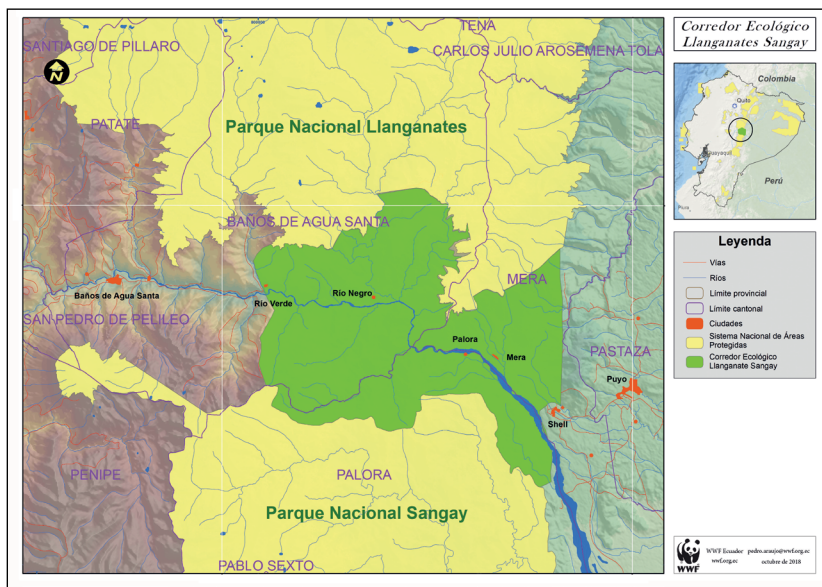 Corredor Ecológico
Llanganates Sangay
TENA
SANTIAGO DE PILLARO
CARLOS JULIO AROSEMENA TOLA
N
PATATE
Parque Nacional Llanganates
BAÑOS DE AGUA SANTA
MERA
Río Verde
Río Negro
Baños de Agua Santa
SAN PEDRO DE PELILEO
Palora
Mera
PASTAZA
Puyo
Shell
PENIPE
PALORA
Parque Nacional Sangay
PABLO SEXTO
Colombia
Quito
Guayaquil
Perú
Leyenda
Vías
Ríos
Límite provincial
Límite cantonal
Ciudades
Sistema Nacional de Áreas
Protegidas
Corredor Ecológico
Llanganate Sangay
WWF
WWF Ecuador pedro.araujo@wwf.org.ec
wwf.org.ec octubre de 2018